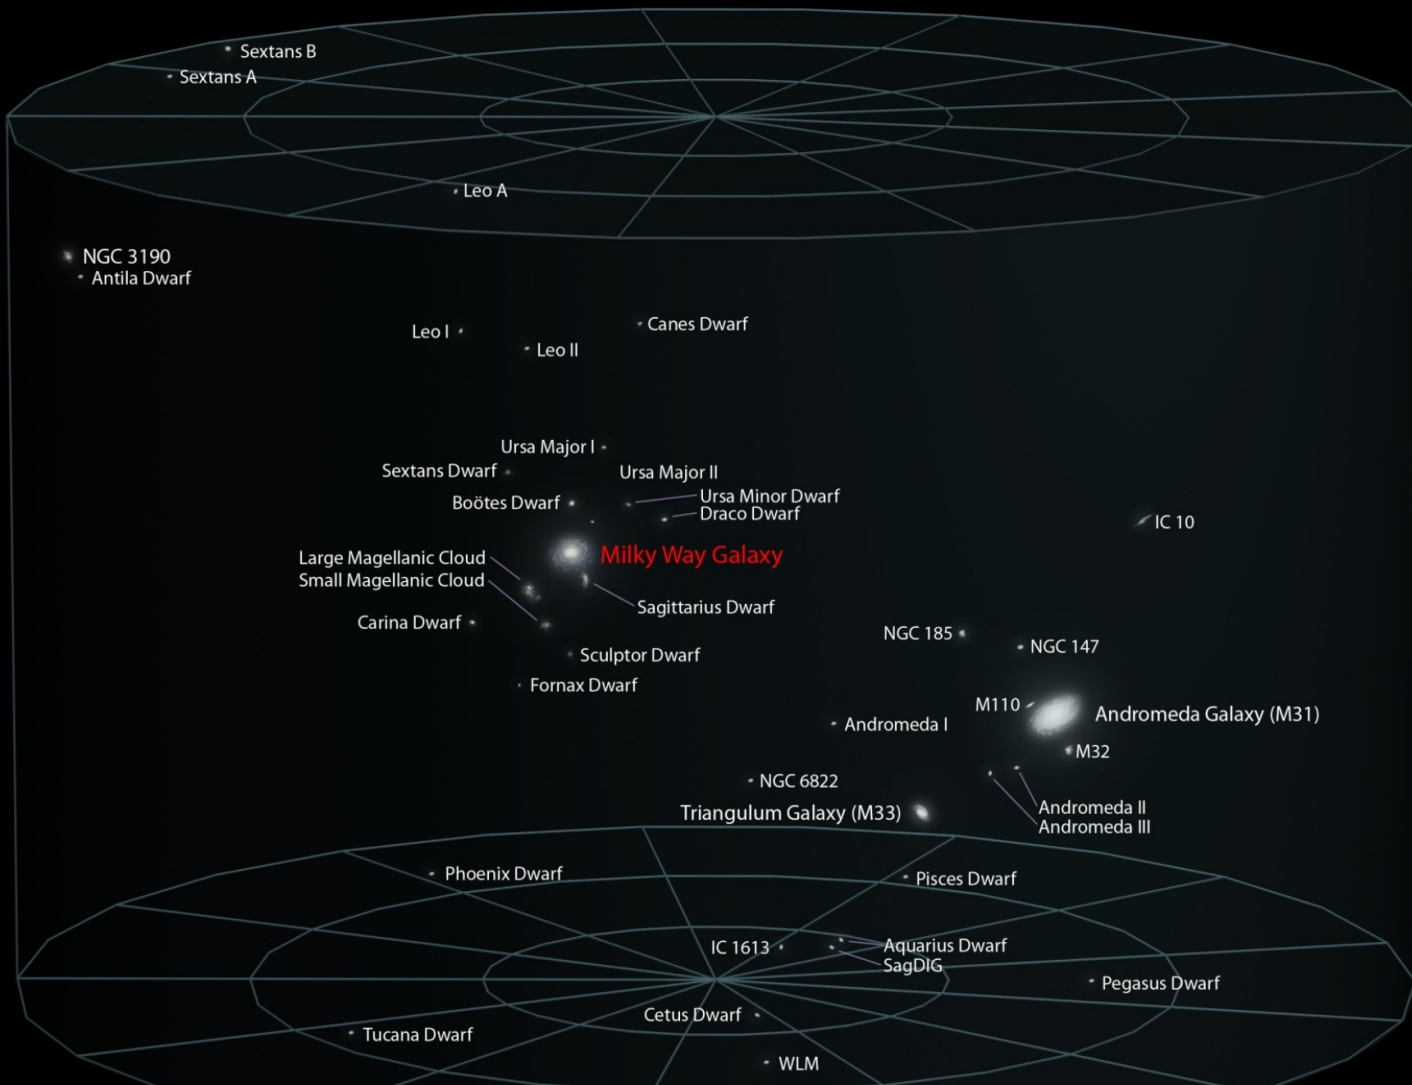 Sextans B
Sextans A
Leo A
NGC 3190
Antila Dwarf
Canes Dwarf
Leo I
Leo II
Ursa Major I
Sextans Dwarf
Ursa Major II
Ursa Minor Dwarf
Boötes Dwarf
Draco Dwarf
IC 10
Milky Way Galaxy
Large Magellanic Cloud
Small Magellanic Cloud
Sagittarius Dwarf
Carina Dwarf
NGC 185
NGC 147
Sculptor Dwarf
Fornax Dwarf
M110
Andromeda Galaxy (M31)
Andromeda I
M32
NGC 6822
Andromeda II
Triangulum Galaxy (M33)
Andromeda III
Phoenix Dwarf
Pisces Dwarf
IC 1613
Aquarius Dwarf
SagDIG
Pegasus Dwarf
Cetus Dwarf
Tucana Dwarf
WLM